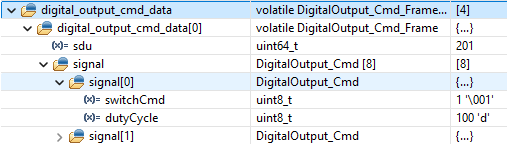 digital_output_cmd_data volatile DigitalOutput_Cmd_Frame... [4]
digital_output_cmd_data[0] volatile DigitalOutput_Cmd_Frame {...}
(x)= sdu uint64_t 201
signal DigitalOutput_Cmd [8] [8]
signal[0] DigitalOutput_Cmd {...}
(x)= switchCmd uint8_t 1 '\001'
(x)= dutyCycle uint8_t 100 'd'
signal[1] DigitalOutput_Cmd {...}